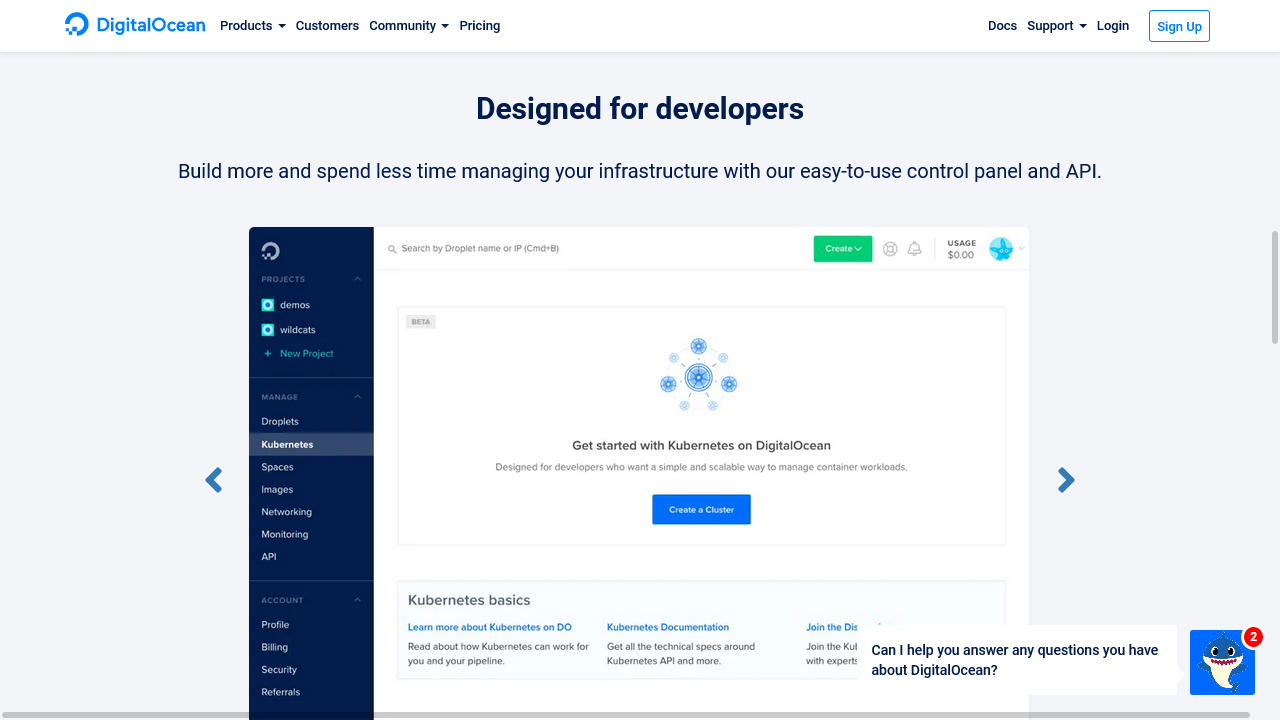 DigitalOcean Products Customers Community Pricing Docs Support Login Sign Up
Designed for developers
Build more and spend less time managing your infrastructure with our easy-to-use control panel and API.
Search by Droplet name or IP (Cmd+B) Create USAGE
$0.00
PROJECTS
demos
wildcats
+ New Project
MANAGE
Droplets
Kubernetes
Spaces
Images
Networking
Monitoring
API
ACCOUNT
Profile
Billing
Security
Referrals
BETA
Get started with Kubernetes on DigitalOcean
Designed for developers who want a simple and scalable way to manage container workloads.
Create a Cluster
Kubernetes basics
Learn more about Kubernetes on DO
Read about how Kubernetes can work for
you and your pipeline.
Kubernetes Documentation
Get all the technical specs around
Kubernetes API and more.
Join the
Join the
with experts
Can I help you answer any questions you have
about DigitalOcean?
2